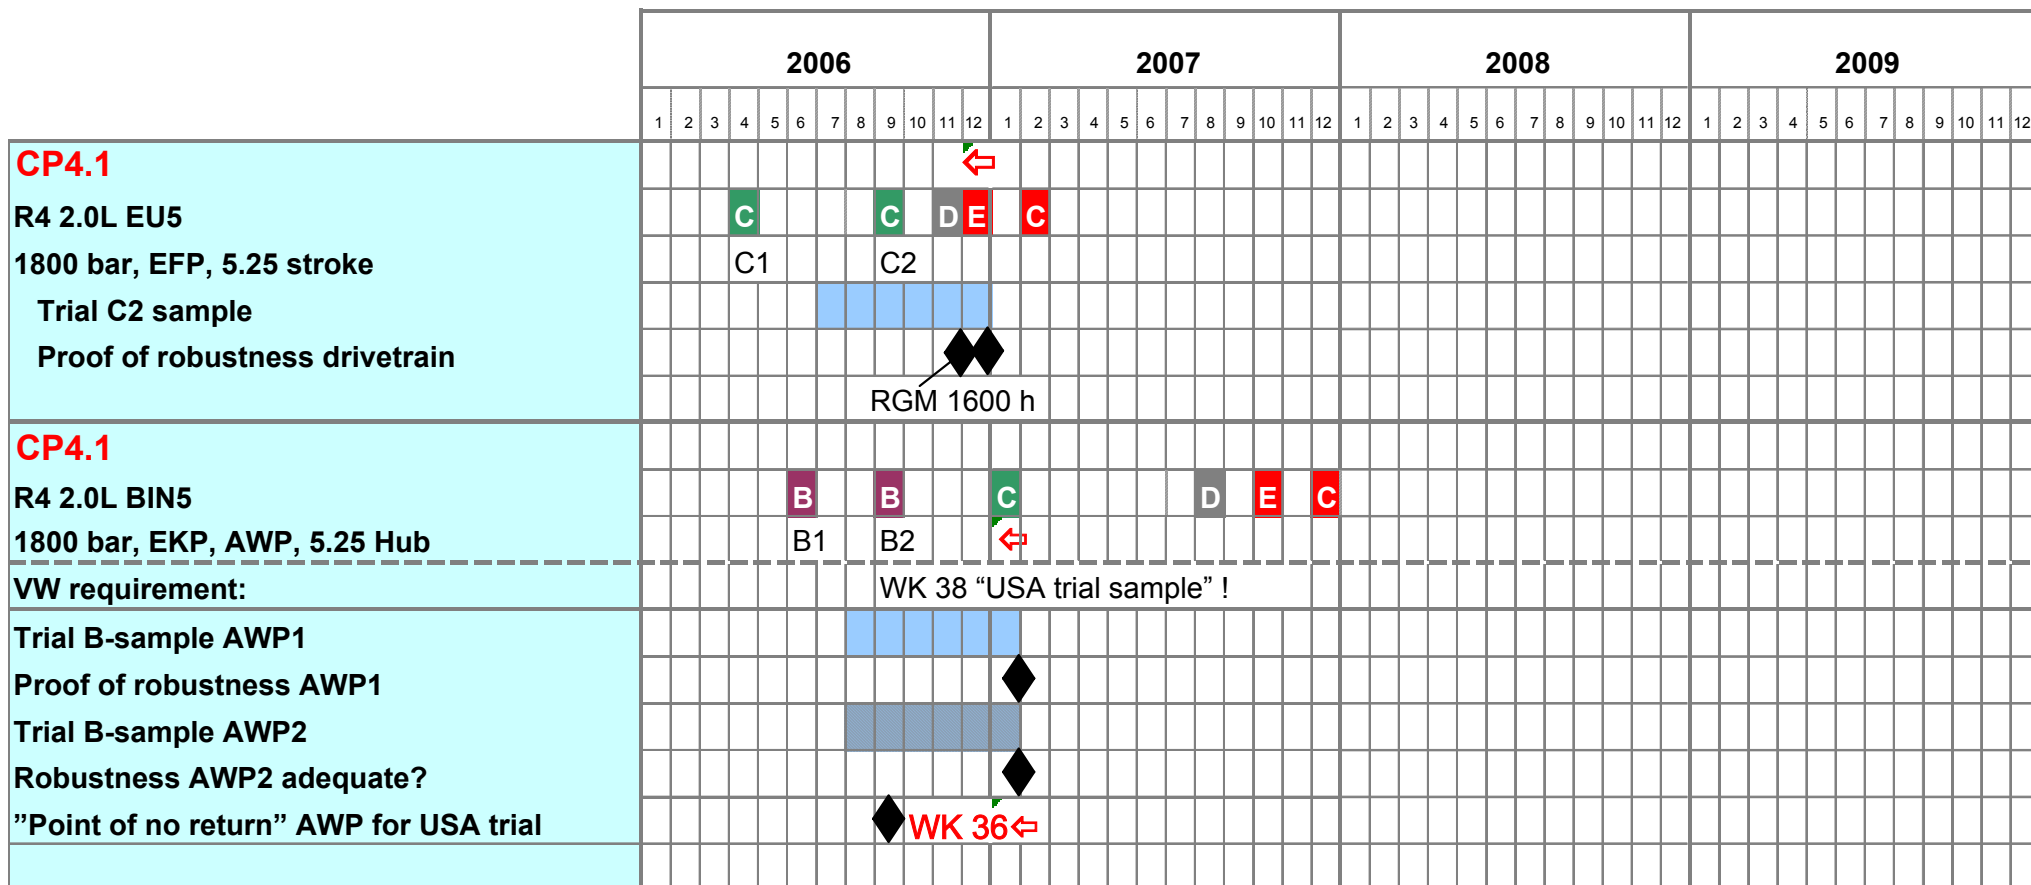 2006 2007 2008 2009
1 2 3 4 5 6 7 8 9 10 11 12 1 2 3 4 5 6 7 8 9 10 11 12 1 2 3 4 5 6 7 8 9 10 11 12 1 2 3 4 5 6 7 8 9 10 11 12
CP4.1
R4 2.0L EU5 C C D E C
1800 bar, EFP, 5.25 stroke C1 C2
Trial C2 sample
Proof of robustness drivetrain
RGM 1600 h
CP4.1
R4 2.0L BIN5 B B C D E C
1800 bar, EKP, AWP, 5.25 Hub B1 B2
VW requirement: WK 38 “USA trial sample” !
Trial B-sample AWP1
Proof of robustness AWP1
Trial B-sample AWP2
Robustness AWP2 adequate?
”Point of no return” AWP for USA trial WK 36